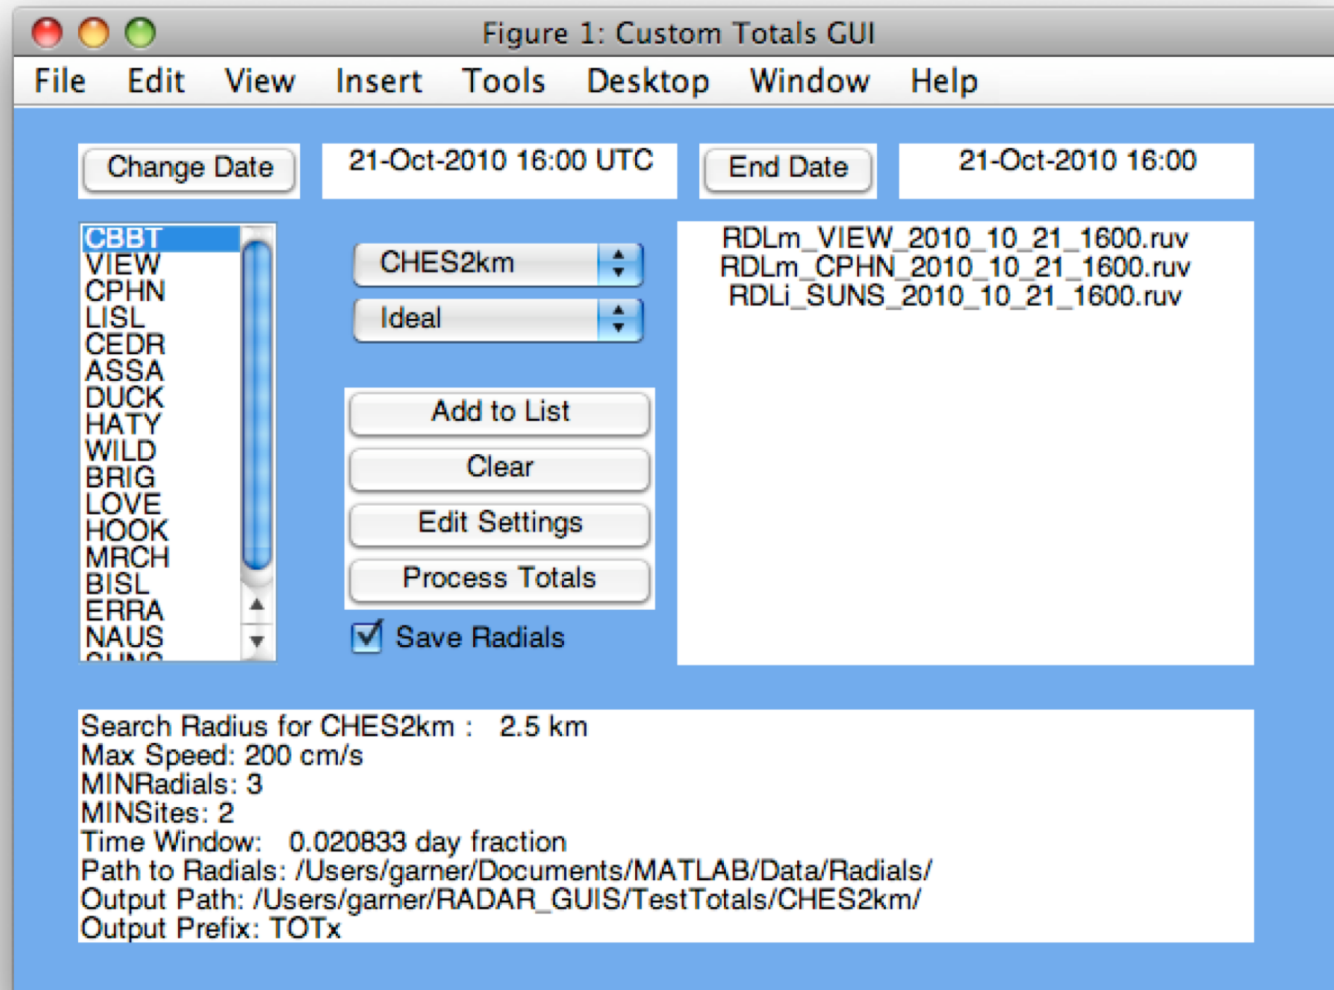 Figure 1: Custom Totals GUI
File Edit View Insert Tools Desktop Window Help
Change Date 21-Oct-2010 16:00 UTC End Date 21-Oct-2010 16:00
CBBT
VIEW
CPHN
LISL
CEDR
ASSA
DUCK
HATY
WILD
BRIG
LOVE
HOOK
MRCH
BISL
ERRA
NAUS
SUNS
CHES2km
Ideal
Add to List
Clear
Edit Settings
Process Totals
Save Radials
RDLm_VIEW_2010_10_21_1600.ruv
RDLm_CPHN_2010_10_21_1600.ruv
RDLi_SUNS_2010_10_21_1600.ruv
Search Radius for CHES2km : 2.5 km
Max Speed: 200 cm/s
MINRadials: 3
MINSites: 2
Time Window: 0.020833 day fraction
Path to Radials: /Users/garner/Documents/MATLAB/Data/Radials/
Output Path: /Users/garner/RADAR_GUIS/TestTotals/CHES2km/
Output Prefix: TOTx